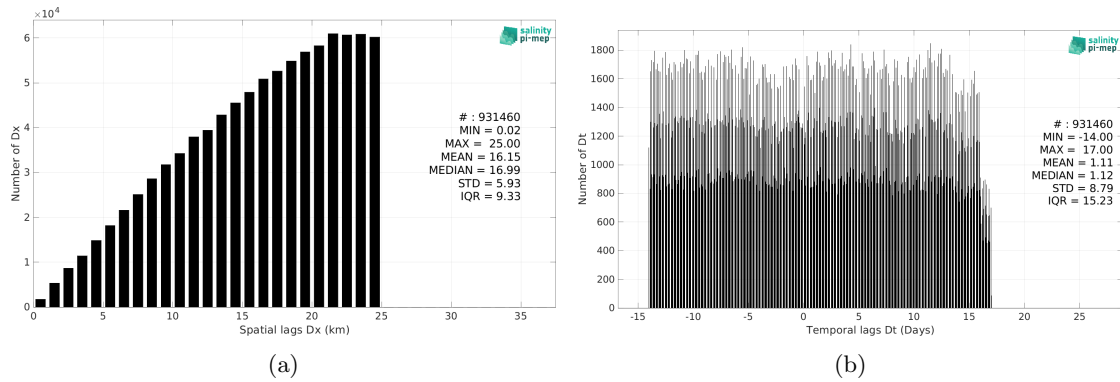 ×10⁴
6
5
4
3
2
1
0
Number of Dx
0 5 10 15 20 25 30 35
Spatial lags Dx (km)
salinity
pi-mep
# : 931460
MIN = 0.02
MAX = 25.00
MEAN = 16.15
MEDIAN = 16.99
STD = 5.93
IQR = 9.33
(a)
1800
1600
1400
1200
1000
800
600
400
200
0
Number of Dt
-15 -10 -5 0 5 10 15 20 25
Temporal lags Dt (Days)
salinity
pi-mep
# : 931460
MIN = -14.00
MAX = 17.00
MEAN = 1.11
MEDIAN = 1.12
STD = 8.79
IQR = 15.23
(b)